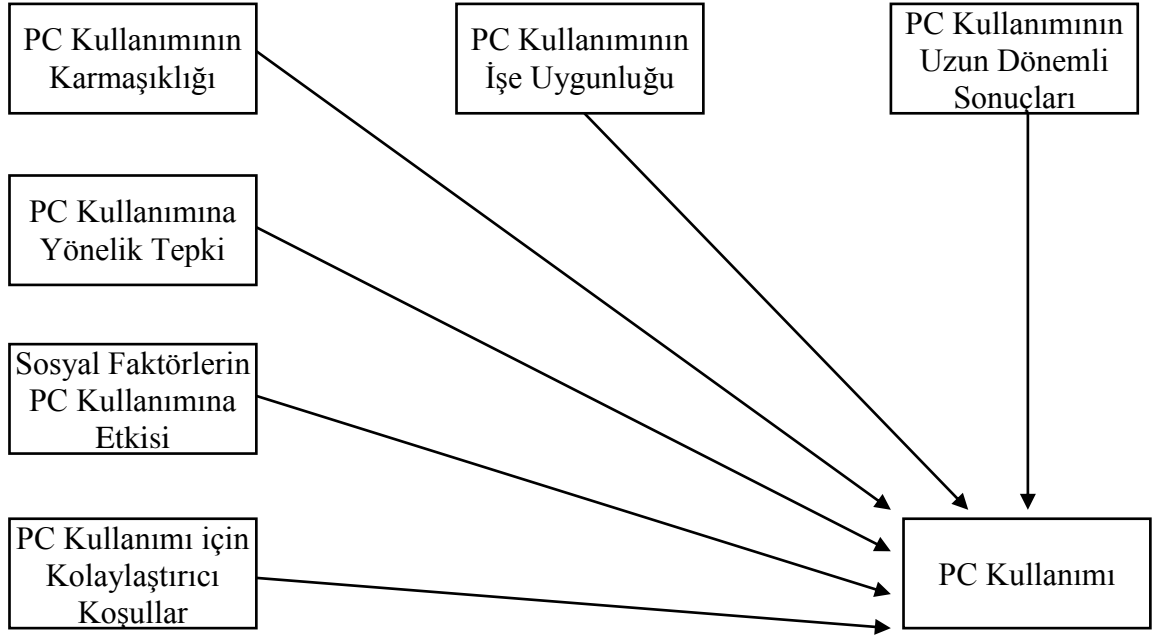 PC Kullanımının
Karmaşıklığı
PC Kullanımının
İşe Uygunluğu
PC Kullanımının
Uzun Dönemli
Sonuçları
PC Kullanımına
Yönelik Tepki
Sosyal Faktörlerin
PC Kullanımına
Etkisi
PC Kullanımı için
Kolaylaştırıcı
Koşullar
PC Kullanımı